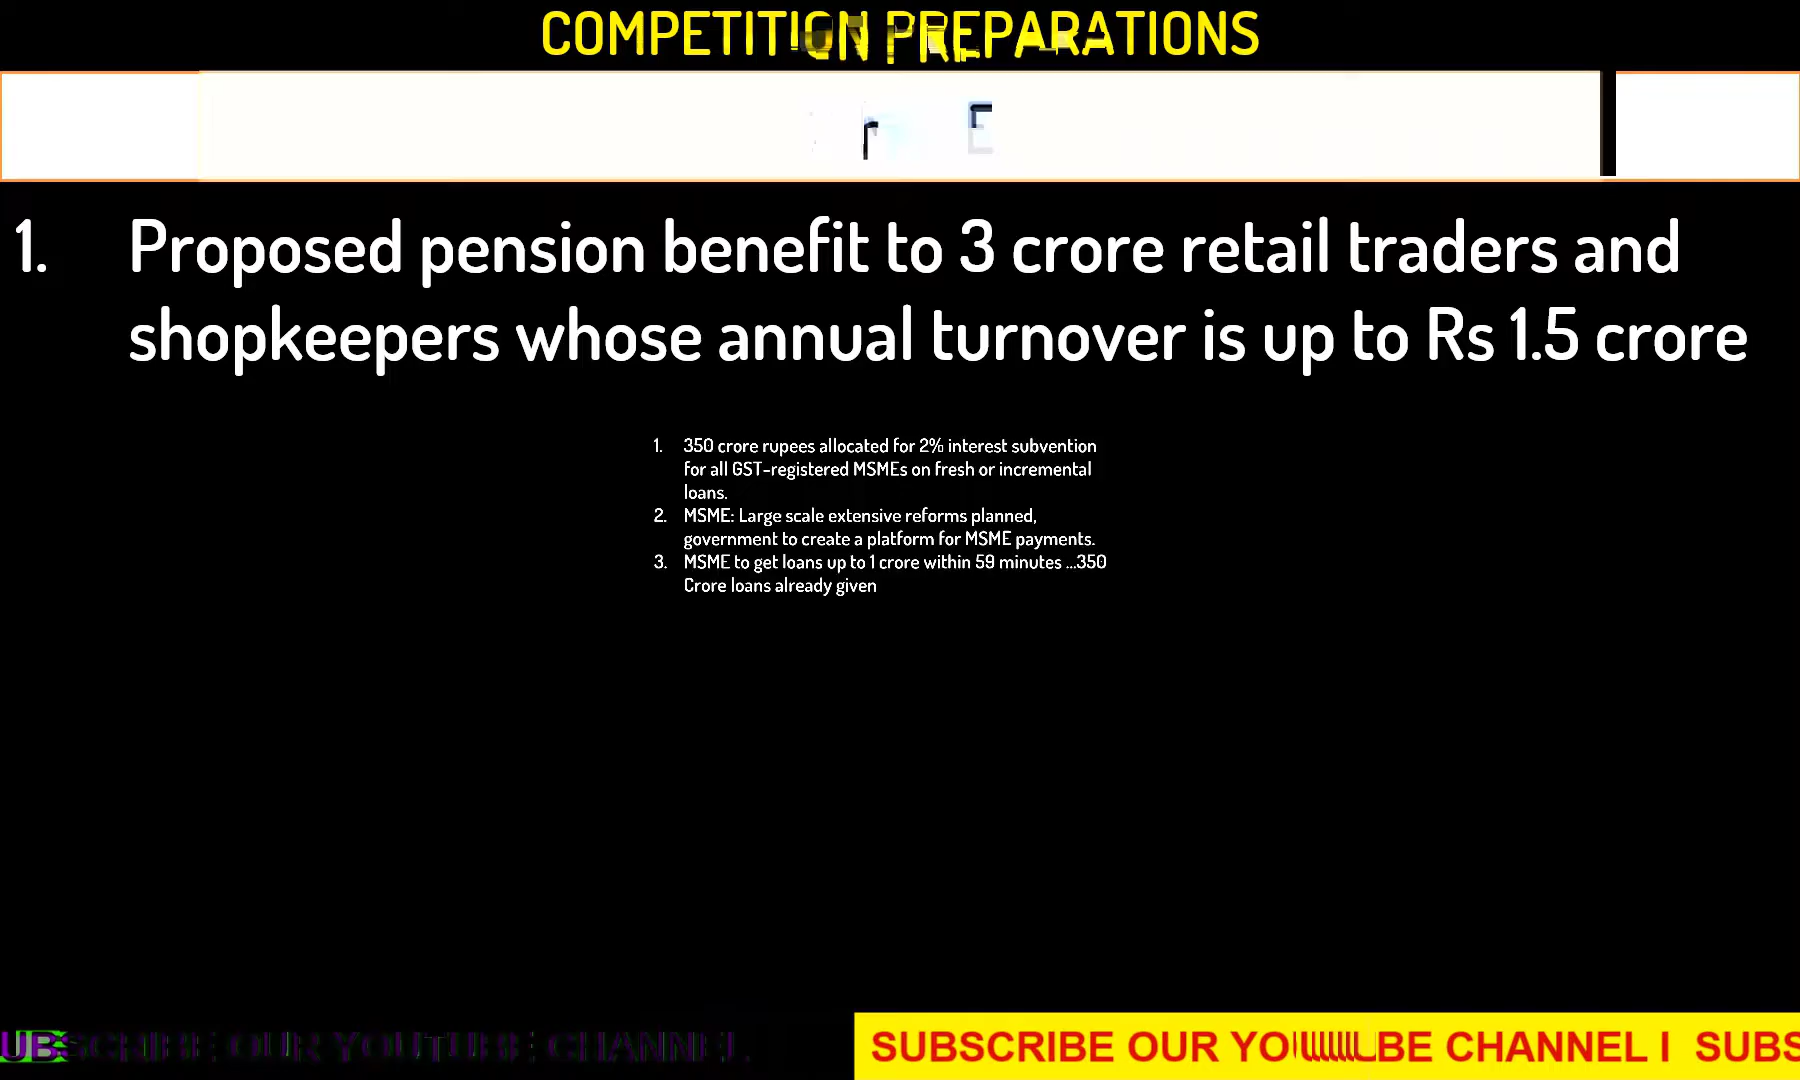 COMPETITION PREPARATIONS
1. Proposed pension benefit to 3 crore retail traders and
shopkeepers whose annual turnover is up to Rs 1.5 crore
1. 350 crore rupees allocated for 2% interest subvention
for all GST-registered MSMEs on fresh or incremental
loans.
2. MSME: Large scale extensive reforms planned,
government to create a platform for MSME payments.
3. MSME to get loans up to 1 crore within 59 minutes ...350
Crore loans already given
UBSCRIBE OUR YOUTUBE CHANNEL SUBSCRIBE OUR CHANNEL I SUBS